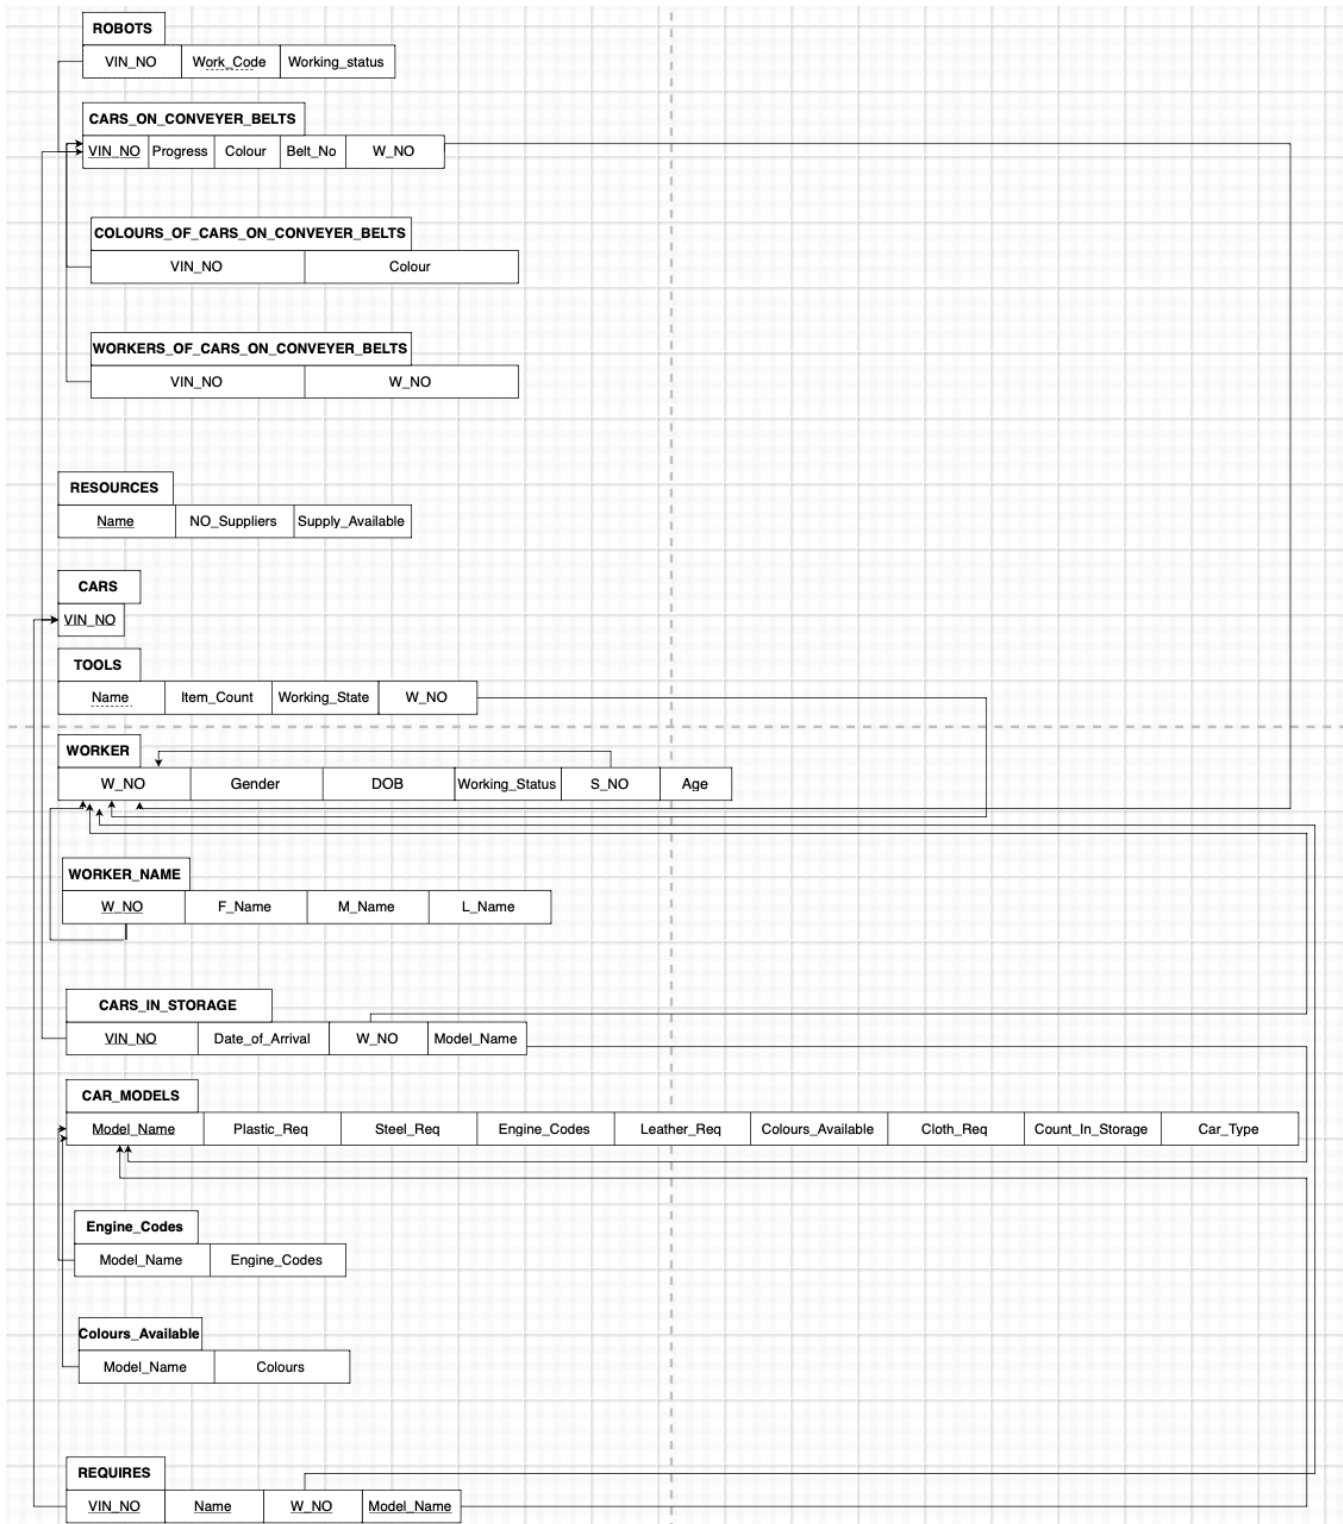 ROBOTS
VIN_NO Work_Code Working_status
CARS_ON_CONVEYER_BELTS
VIN_NO Progress Colour Belt_No W_NO
COLOURS_OF_CARS_ON_CONVEYER_BELTS
VIN_NO Colour
WORKERS_OF_CARS_ON_CONVEYER_BELTS
VIN_NO W_NO
RESOURCES
Name NO_Suppliers Supply_Available
CARS
VIN_NO
TOOLS
Name Item_Count Working_State W_NO
WORKER
W_NO Gender DOB Working_Status S_NO Age
WORKER_NAME
W_NO F_Name M_Name L_Name
CARS_IN_STORAGE
VIN_NO Date_of_Arrival W_NO Model_Name
CAR_MODELS
Model_Name Plastic_Req Steel_Req Engine_Codes Leather_Req Colours_Available Cloth_Req Count_In_Storage Car_Type
Engine_Codes
Model_Name Engine_Codes
Colours_Available
Model_Name Colours
REQUIRES
VIN_NO Name W_NO Model_Name